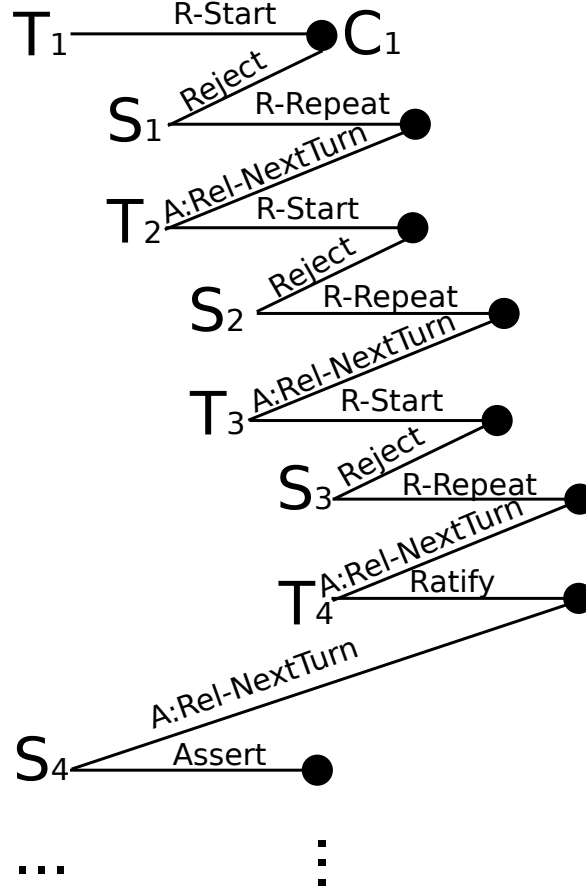 T1 R-Start C1
Reject
S1 R-Repeat
A:Rel-NextTurn
T2 R-Start
Reject
S2 R-Repeat
A:Rel-NextTurn
T3 R-Start
Reject
S3 R-Repeat
A:Rel-NextTurn
T4 Ratify
A:Rel-NextTurn
S4 Assert
... ⋮